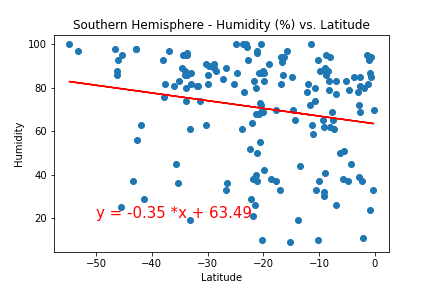 Southern Hemisphere - Humidity (%) vs. Latitude
100
80
60
40
20
Humidity
y = -0.35 *x + 63.49
−50
−40
−30
−20
−10
0
Latitude